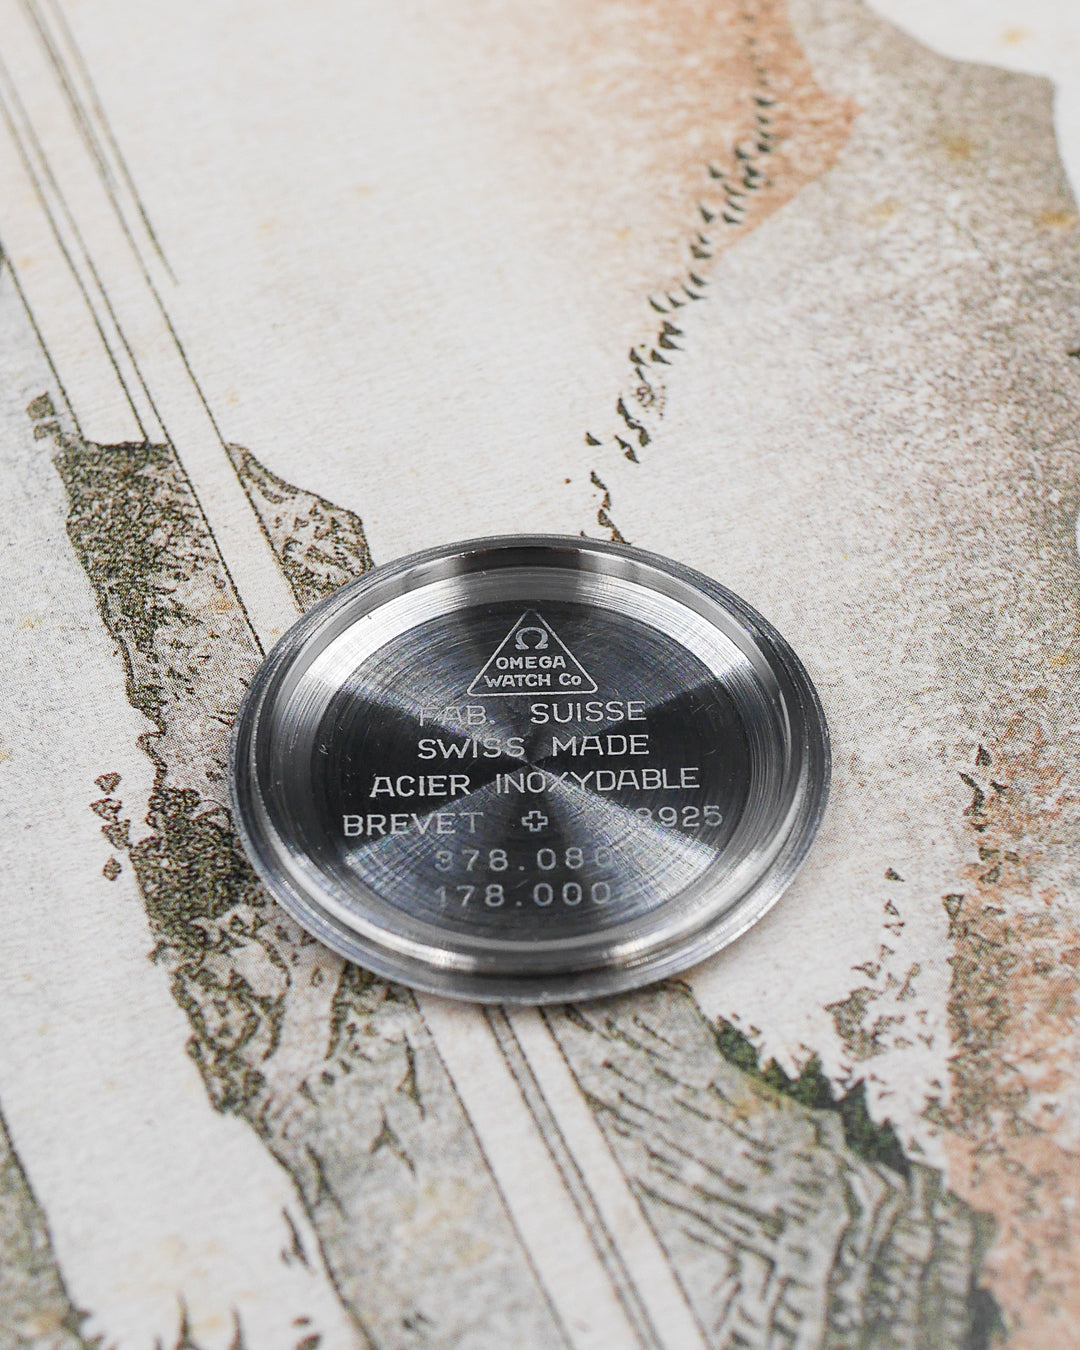 Ω
OMEGA
WATCH Co
FAB. SUISSE
SWISS MADE
ACIER INOXYDABLE
BREVET ✚
178.000